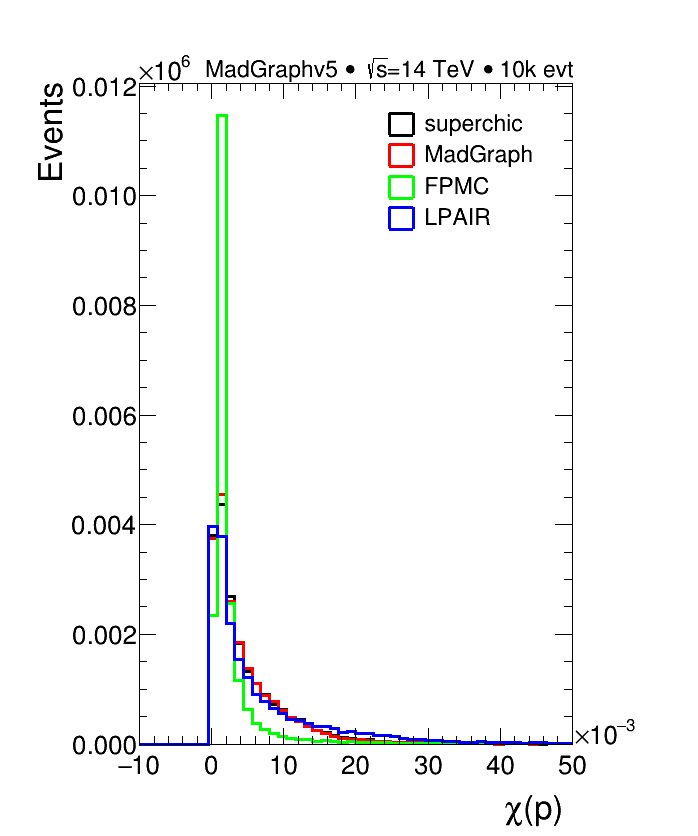 ×10⁶ MadGraphv5 • √s=14 TeV • 10k evt
Events
0.012
0.010
0.008
0.006
0.004
0.002
0.000
superchic
MadGraph
FPMC
LPAIR
−10 0 10 20 30 40 50
×10⁻³
χ(p)